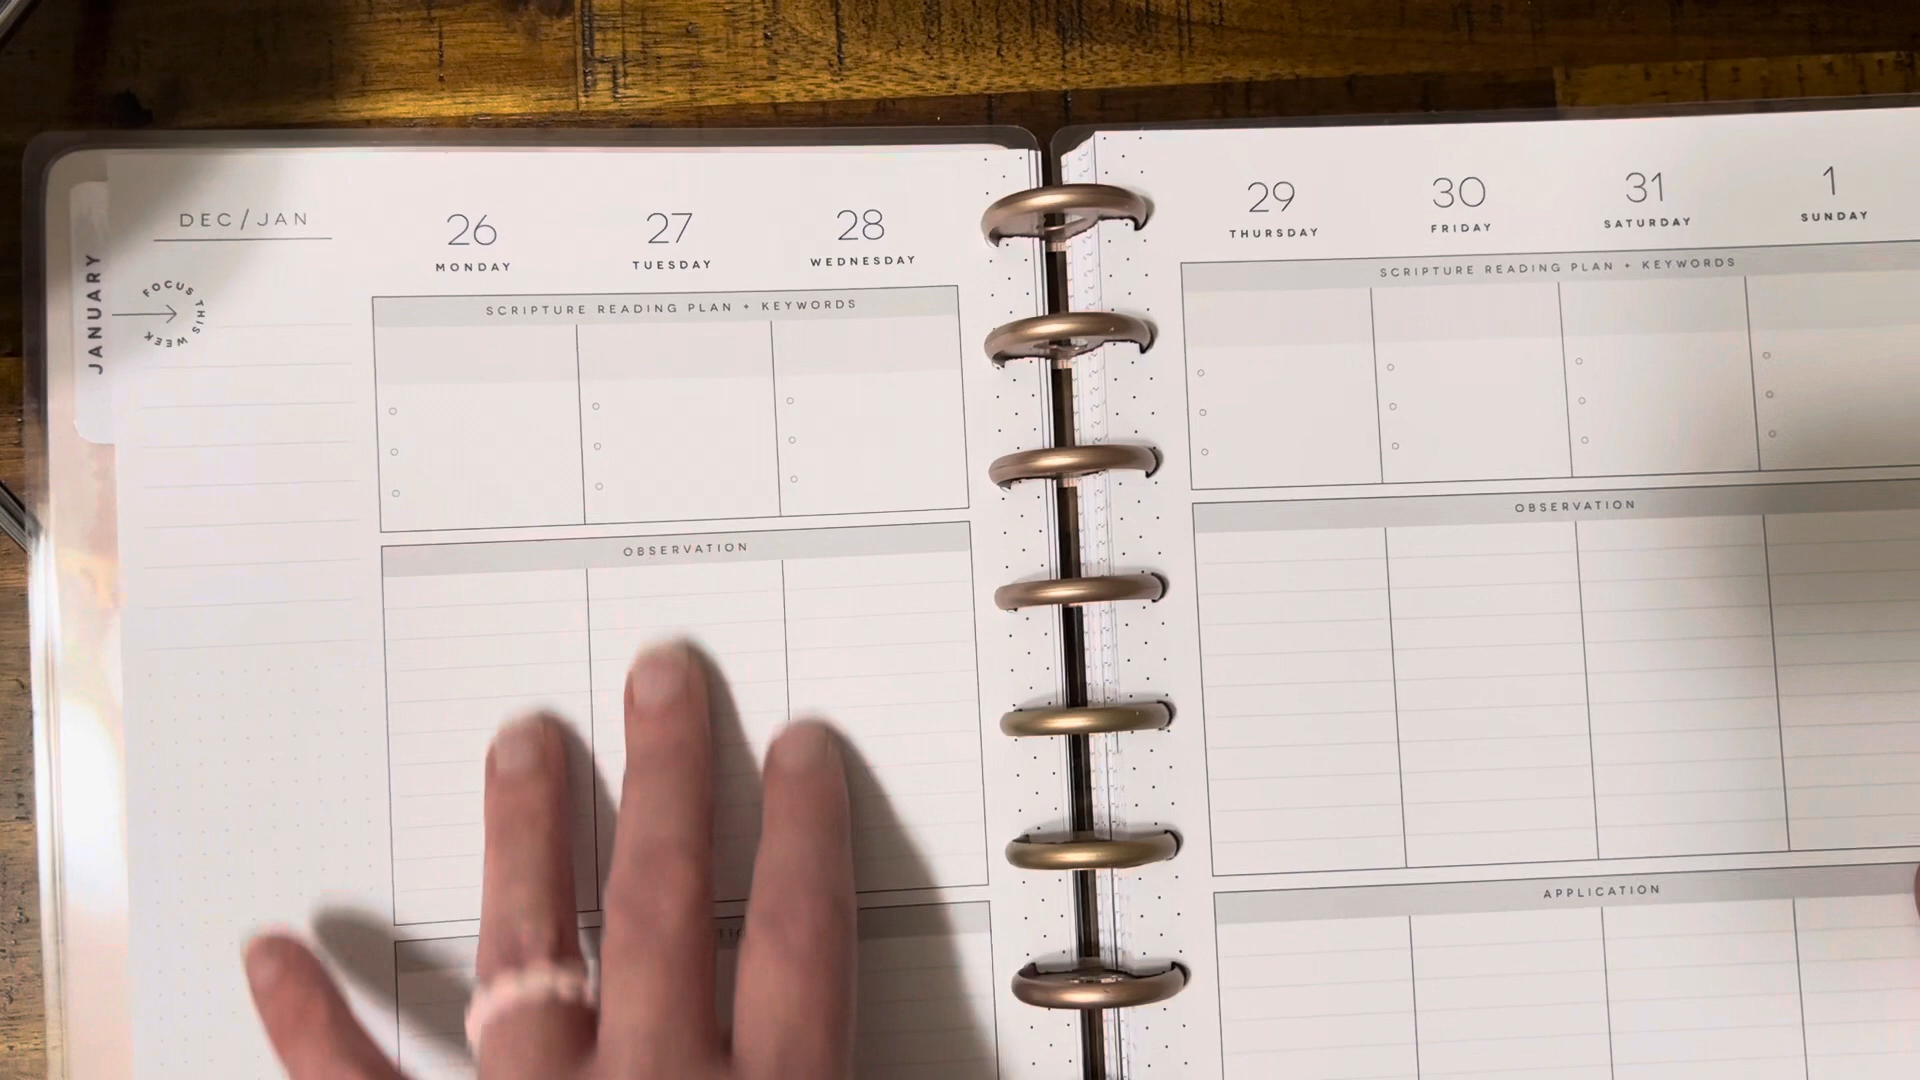 DEC/JAN
JANUARY
FOCUS THIS WEEK
26
MONDAY
27
TUESDAY
28
WEDNESDAY
SCRIPTURE READING PLAN + KEYWORDS
OBSERVATION
29
THURSDAY
30
FRIDAY
31
SATURDAY
1
SUNDAY
SCRIPTURE READING PLAN + KEYWORDS
OBSERVATION
APPLICATION